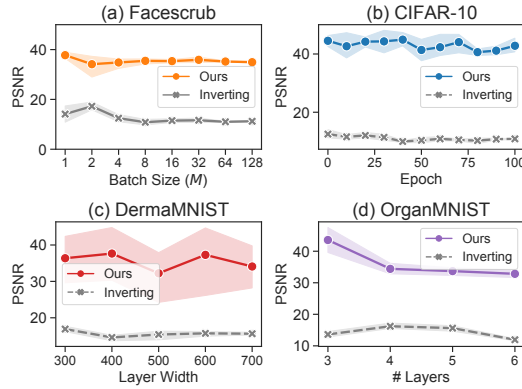 (a) Facescrub
PSNR
40
20
0
Ours
Inverting
1 2 4 8 16 32 64 128
Batch Size (M)
(b) CIFAR-10
PSNR
40
20
Ours
Inverting
0 25 50 75 100
Epoch
(c) DermaMNIST
PSNR
40
30
20
Ours
Inverting
300 400 500 600 700
Layer Width
(d) OrganMNIST
PSNR
50
40
30
20
10
Ours
Inverting
3 4 5 6
# Layers